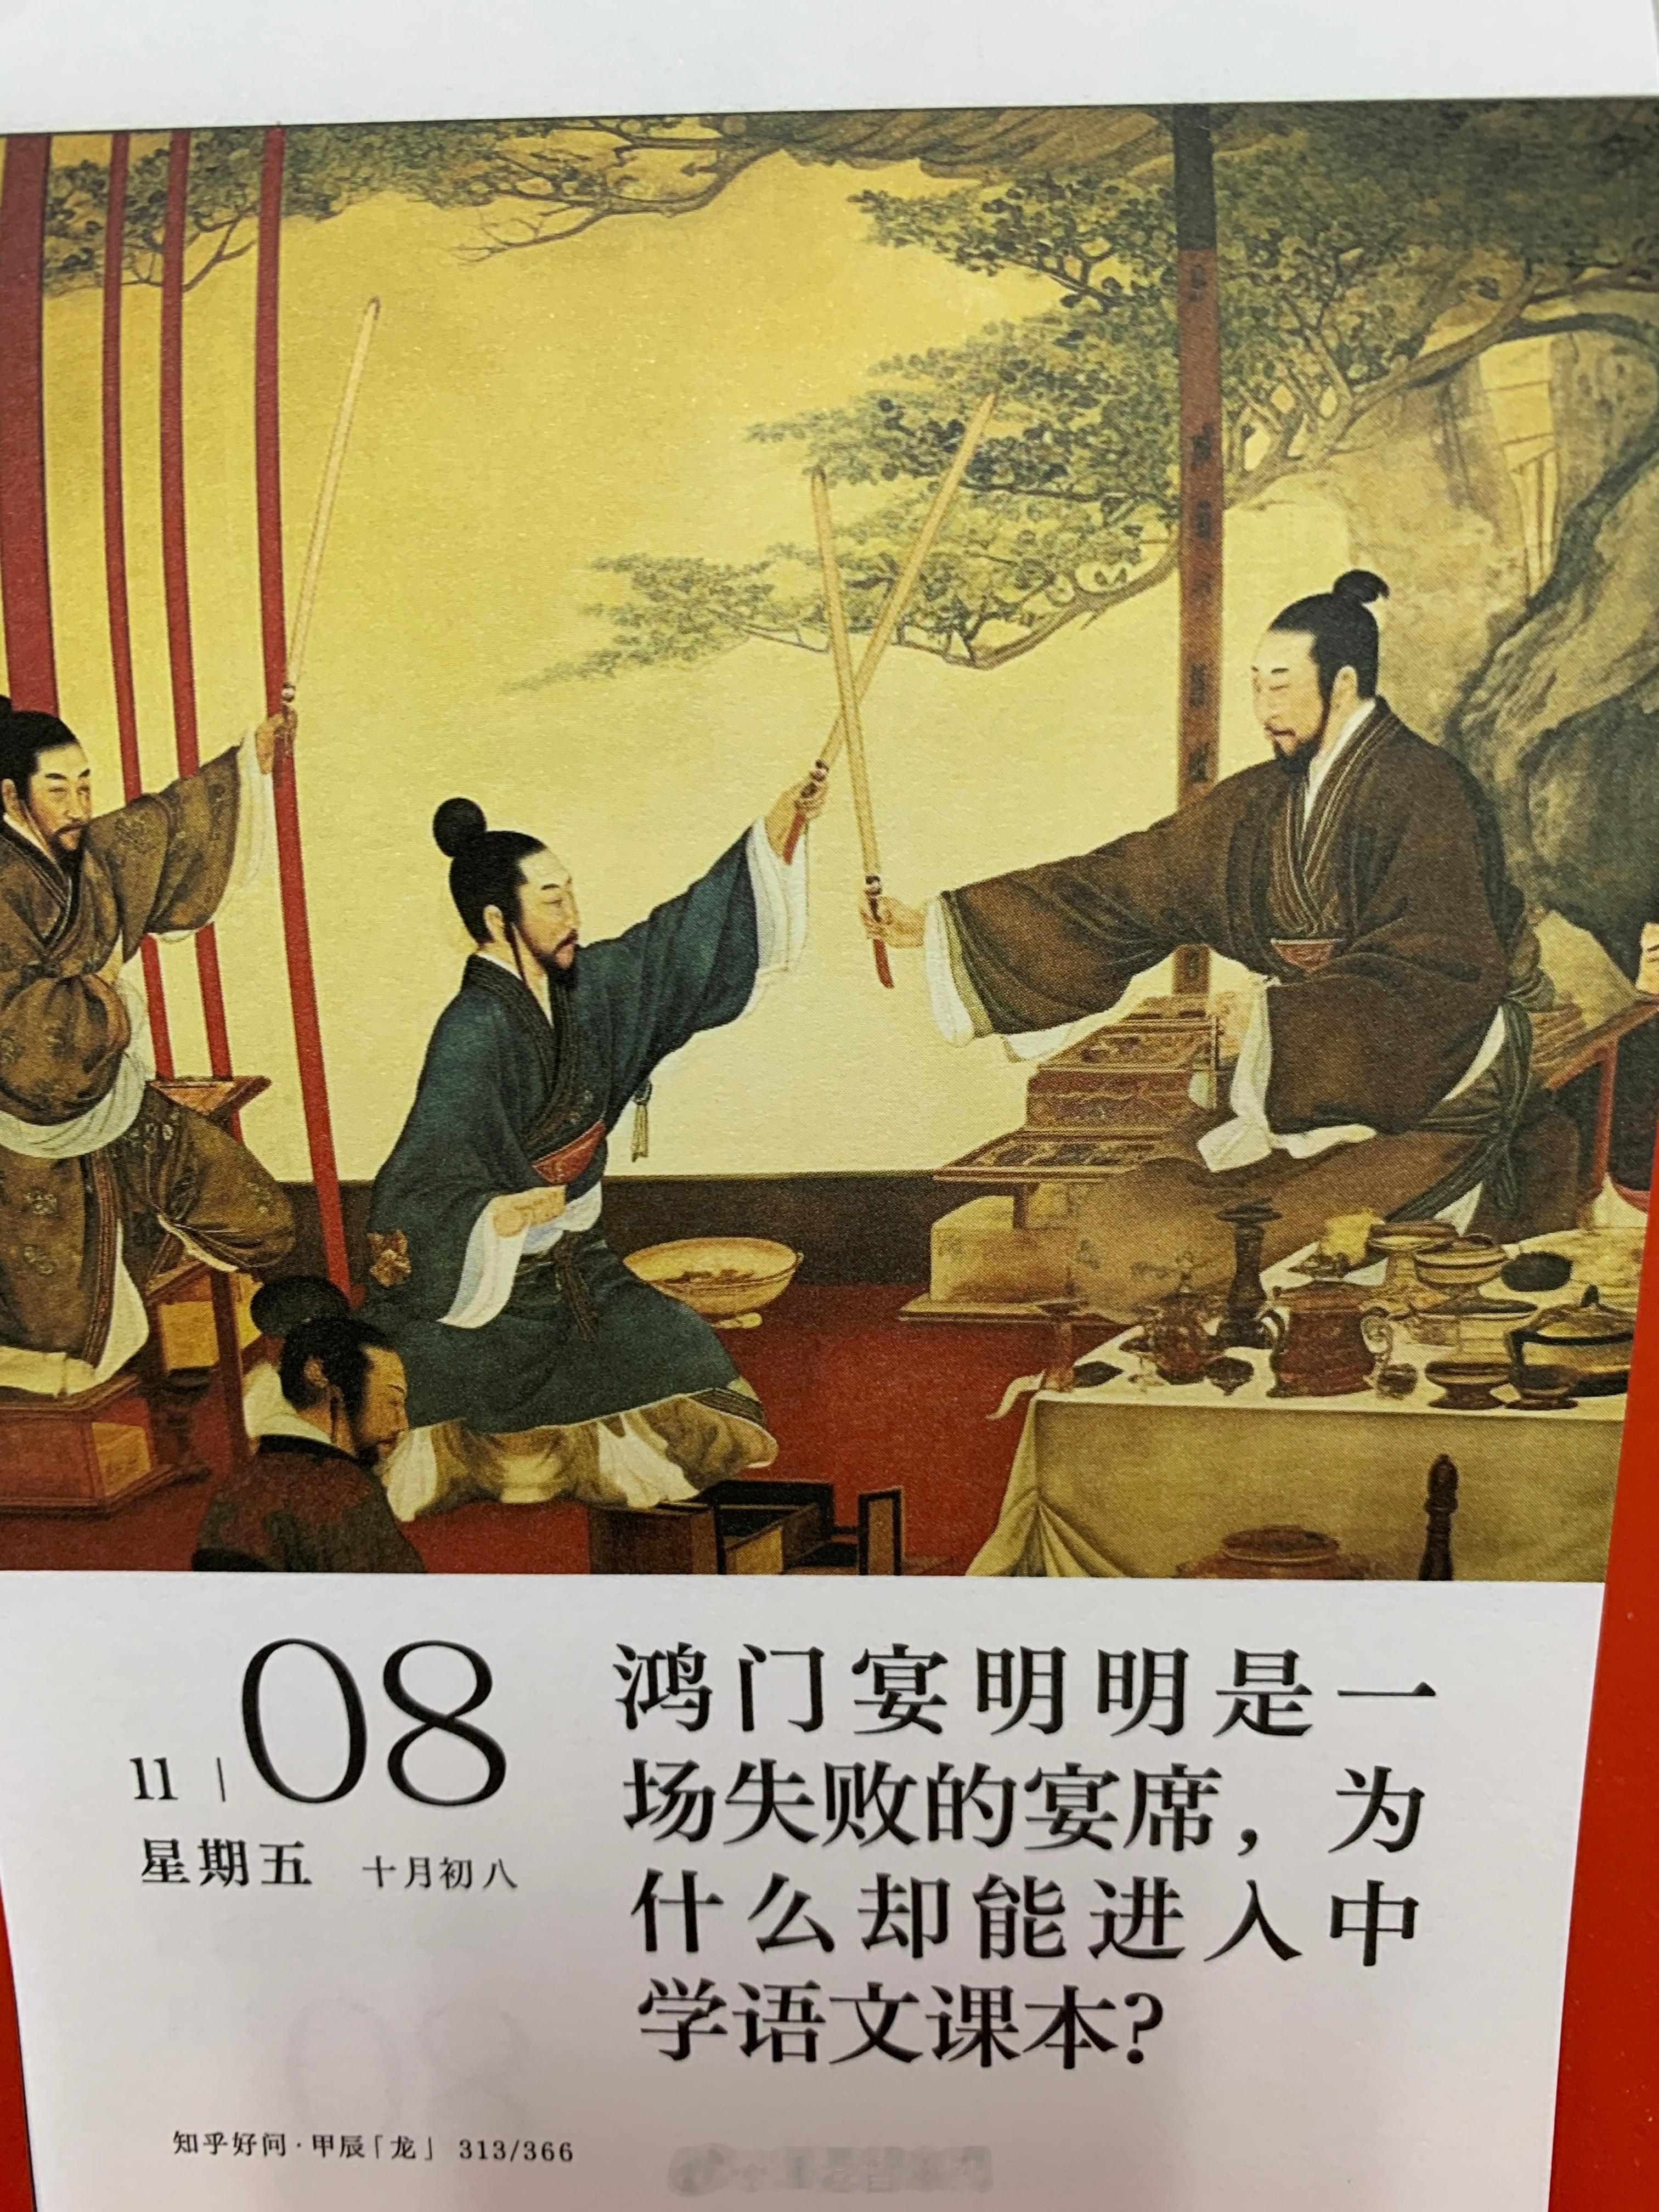 11 | 08
星期五 十月初八
鸿门宴明明是一
场失败的宴席，为
什么却能进入中
学语文课本？
知乎好问·甲辰「龙」 313/366